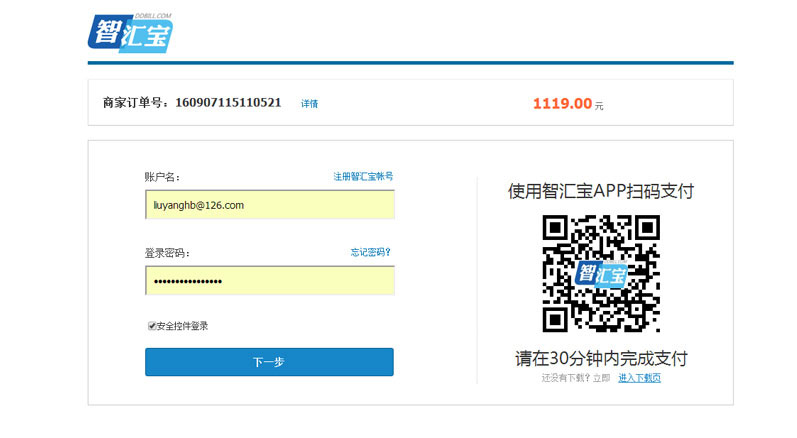 DDBILL.COM
智汇宝
商家订单号：160907115110521 详情 1119.00 元
账户名： 注册智汇宝帐号
liuyanghb@126.com
登录密码： 忘记密码?
••••••••••••••••
安全控件登录
下一步
使用智汇宝APP扫码支付
智汇宝
请在30分钟内完成支付
还没有下载? 立即 进入下载页